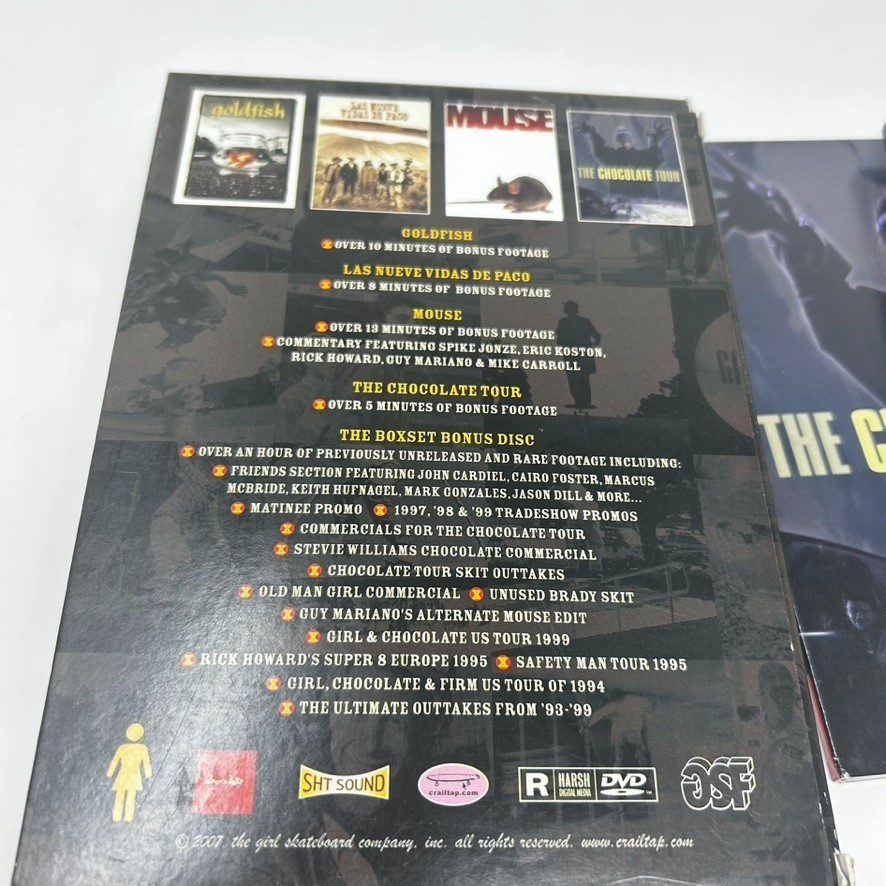 goldfish
LAS NUEVE
VIDAS DE PACO
MOUSE
THE CHOCOLATE TOUR
GOLDFISH
OVER 10 MINUTES OF BONUS FOOTAGE
LAS NUEVE VIDAS DE PACO
OVER 8 MINUTES OF BONUS FOOTAGE
MOUSE
OVER 13 MINUTES OF BONUS FOOTAGE
COMMENTARY FEATURING SPIKE JONZE, ERIC KOSTON,
RICK HOWARD, GUY MARIANO & MIKE CARROLL
THE CHOCOLATE TOUR
OVER 5 MINUTES OF BONUS FOOTAGE
THE BOXSET BONUS DISC
OVER AN HOUR OF PREVIOUSLY UNRELEASED AND RARE FOOTAGE INCLUDING:
FRIENDS SECTION FEATURING JOHN CARDIEL, CAIRO FOSTER, MARCUS
MCBRIDE, KEITH HUFNAGEL, MARK GONZALES, JASON DILL & MORE...
MATINEE PROMO 1997, '98 & '99 TRADESHOW PROMOS
COMMERCIALS FOR THE CHOCOLATE TOUR
STEVIE WILLIAMS CHOCOLATE COMMERCIAL
CHOCOLATE TOUR SKIT OUTTAKES
OLD MAN GIRL COMMERCIAL UNUSED BRADY SKIT
GUY MARIANO'S ALTERNATE MOUSE EDIT
GIRL & CHOCOLATE US TOUR 1999
RICK HOWARD'S SUPER 8 EUROPE 1995 SAFETY MAN TOUR 1995
GIRL, CHOCOLATE & FIRM US TOUR OF 1994
THE ULTIMATE OUTTAKES FROM '93-'99
chocolate
SHT SOUND
crailtap.com
R HARSH DIGITAL MEDIA DVD
© 2007. the girl skateboard company, inc. all rights reserved. www.crailtap.com
THE C